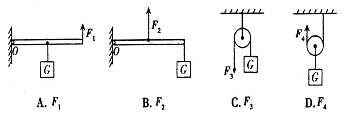 F₁
O
G
F₂
O
G
F₃
G
F₄
G
A. F₁ B. F₂ C. F₃ D. F₄